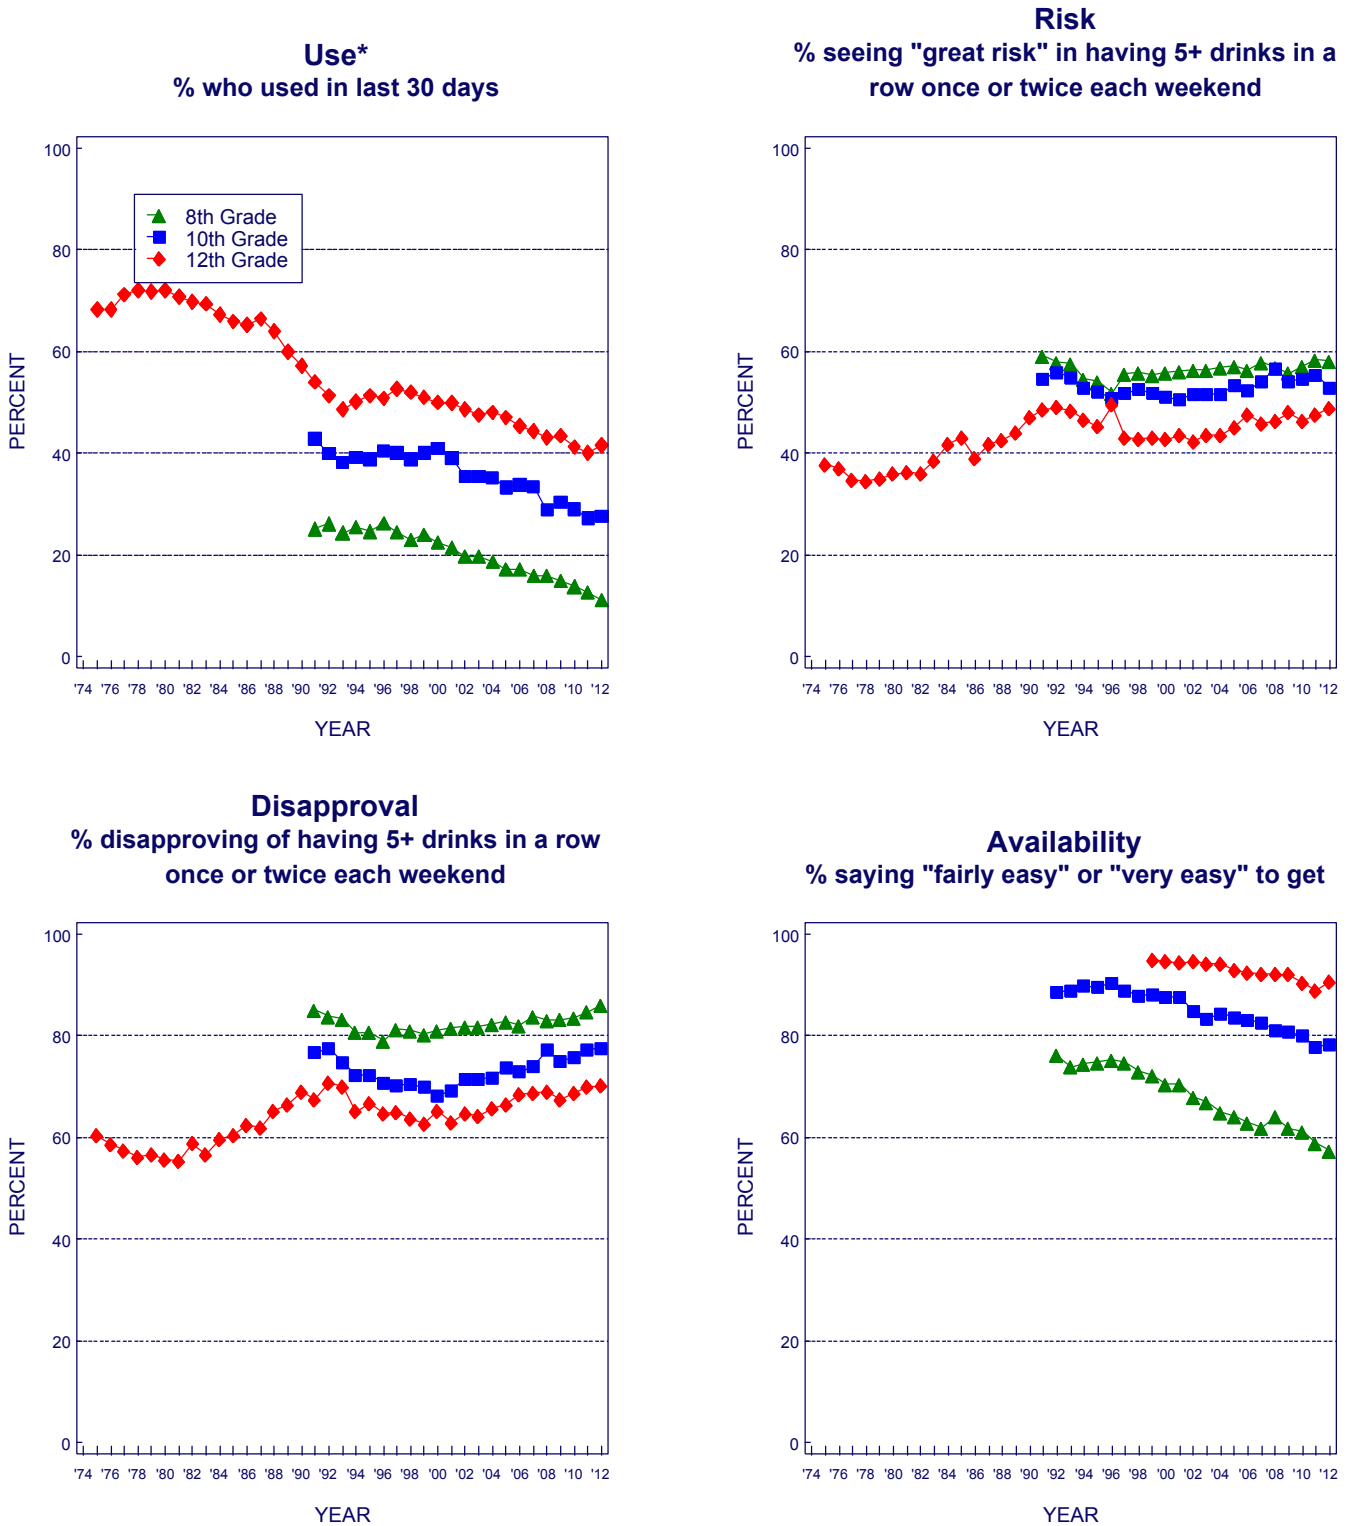 Use*
% who used in last 30 days
100
80
60
40
20
0
PERCENT
8th Grade
10th Grade
12th Grade
'74 '76 '78 '80 '82 '84 '86 '88 '90 '92 '94 '96 '98 '00 '02 '04 '06 '08 '10 '12
YEAR
Risk
% seeing "great risk" in having 5+ drinks in a
row once or twice each weekend
100
80
60
40
20
0
PERCENT
'74 '76 '78 '80 '82 '84 '86 '88 '90 '92 '94 '96 '98 '00 '02 '04 '06 '08 '10 '12
YEAR
Disapproval
% disapproving of having 5+ drinks in a row
once or twice each weekend
100
80
60
40
20
0
PERCENT
'74 '76 '78 '80 '82 '84 '86 '88 '90 '92 '94 '96 '98 '00 '02 '04 '06 '08 '10 '12
YEAR
Availability
% saying "fairly easy" or "very easy" to get
100
80
60
40
20
0
PERCENT
'74 '76 '78 '80 '82 '84 '86 '88 '90 '92 '94 '96 '98 '00 '02 '04 '06 '08 '10 '12
YEAR